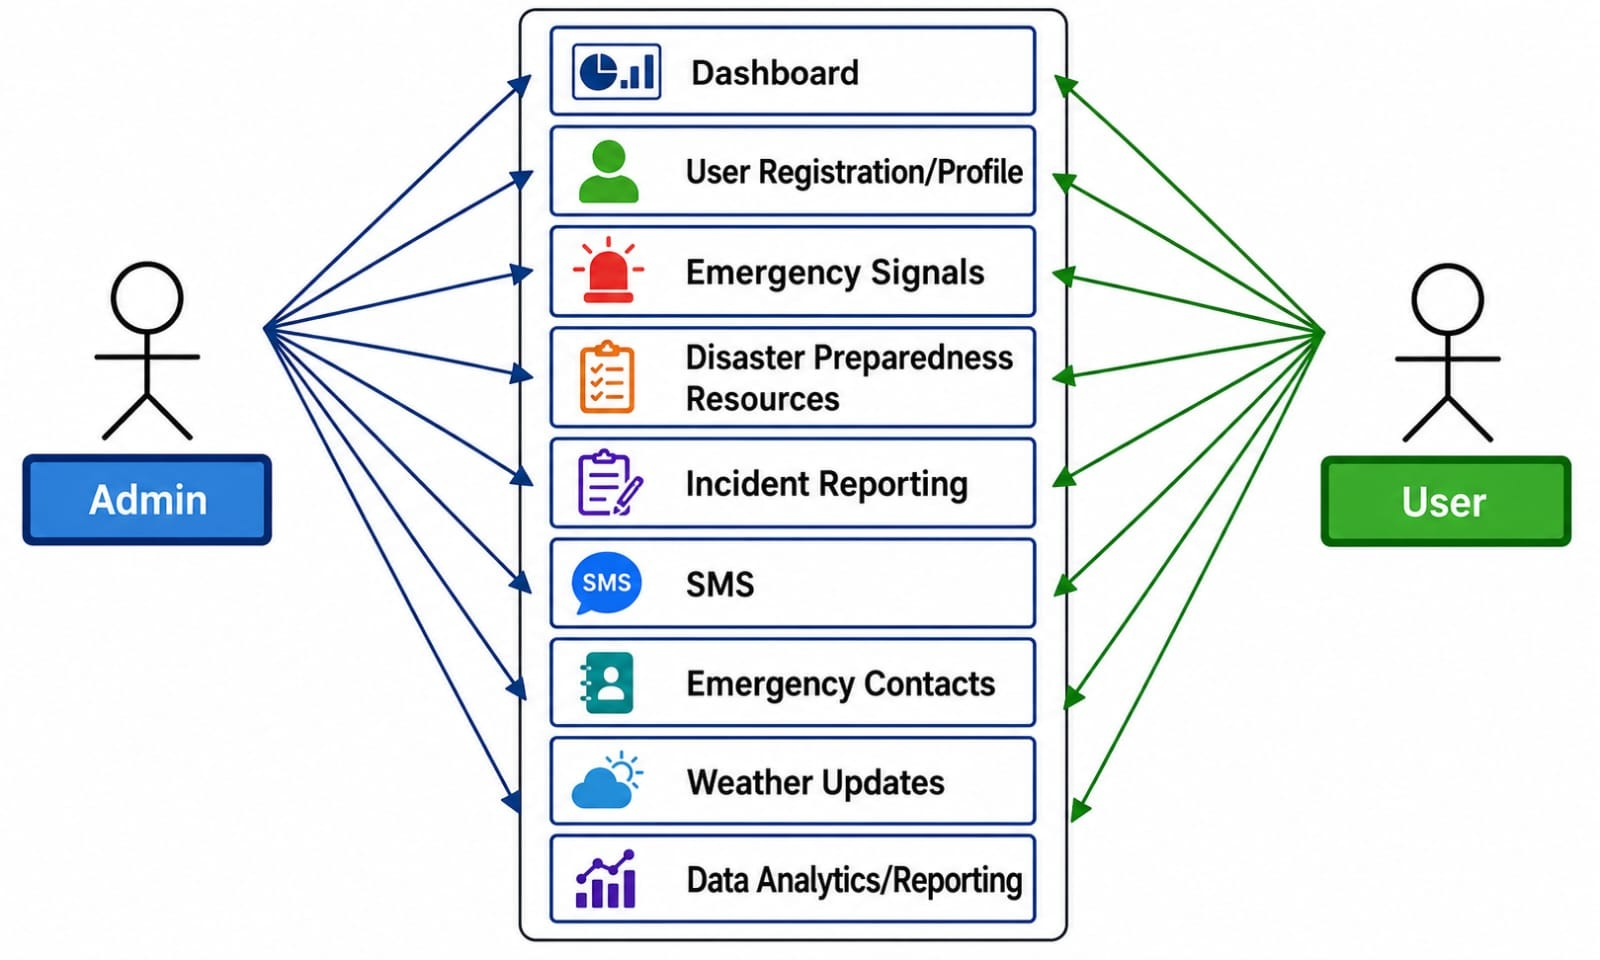 Dashboard
User Registration/Profile
Emergency Signals
Disaster Preparedness
Resources
Incident Reporting
SMS
SMS
Emergency Contacts
Weather Updates
Data Analytics/Reporting
Admin
User